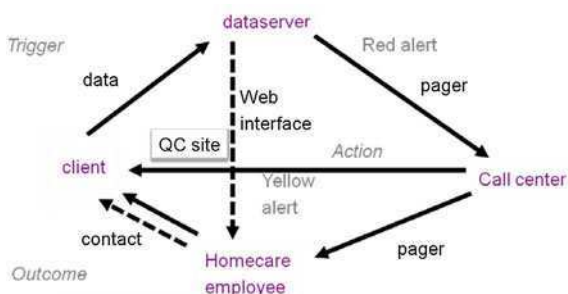 dataserver
Trigger
Red alert
data
pager
Web
interface
QC site
Action
client
Yellow
alert
Call center
contact
pager
Homecare
employee
Outcome